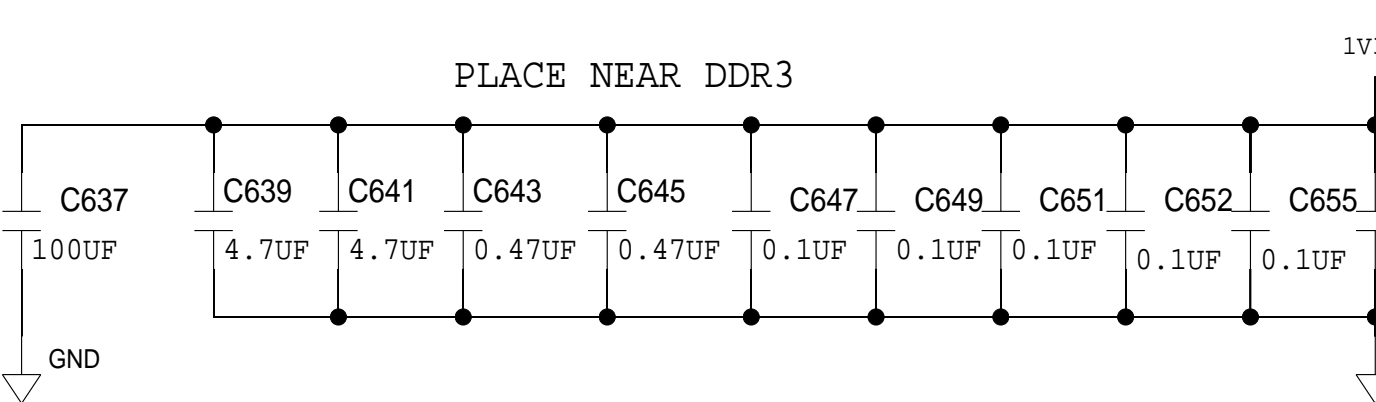 PLACE NEAR DDR3
C637 C639 C641 C643 C645 C647 C649 C651 C652 C655
100UF 4.7UF 4.7UF 0.47UF 0.47UF 0.1UF 0.1UF 0.1UF 0.1UF 0.1UF
GND